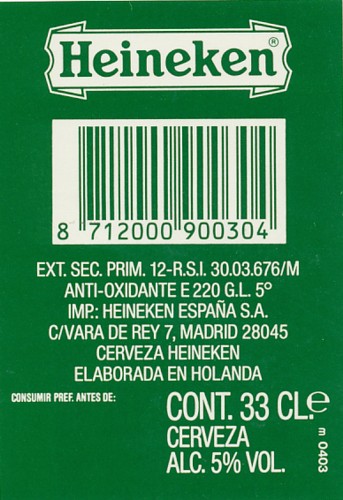 Heineken®
8 712000 900304
EXT. SEC. PRIM. 12-R.S.I. 30.03.676/M
ANTI-OXIDANTE E 220 G.L. 5º
IMP.: HEINEKEN ESPAÑA S.A.
C/VARA DE REY 7, MADRID 28045
CERVEZA HEINEKEN
ELABORADA EN HOLANDA
CONSUMIR PREF. ANTES DE:
CONT. 33 CL. ℮
CERVEZA
ALC. 5% VOL.
m 0403